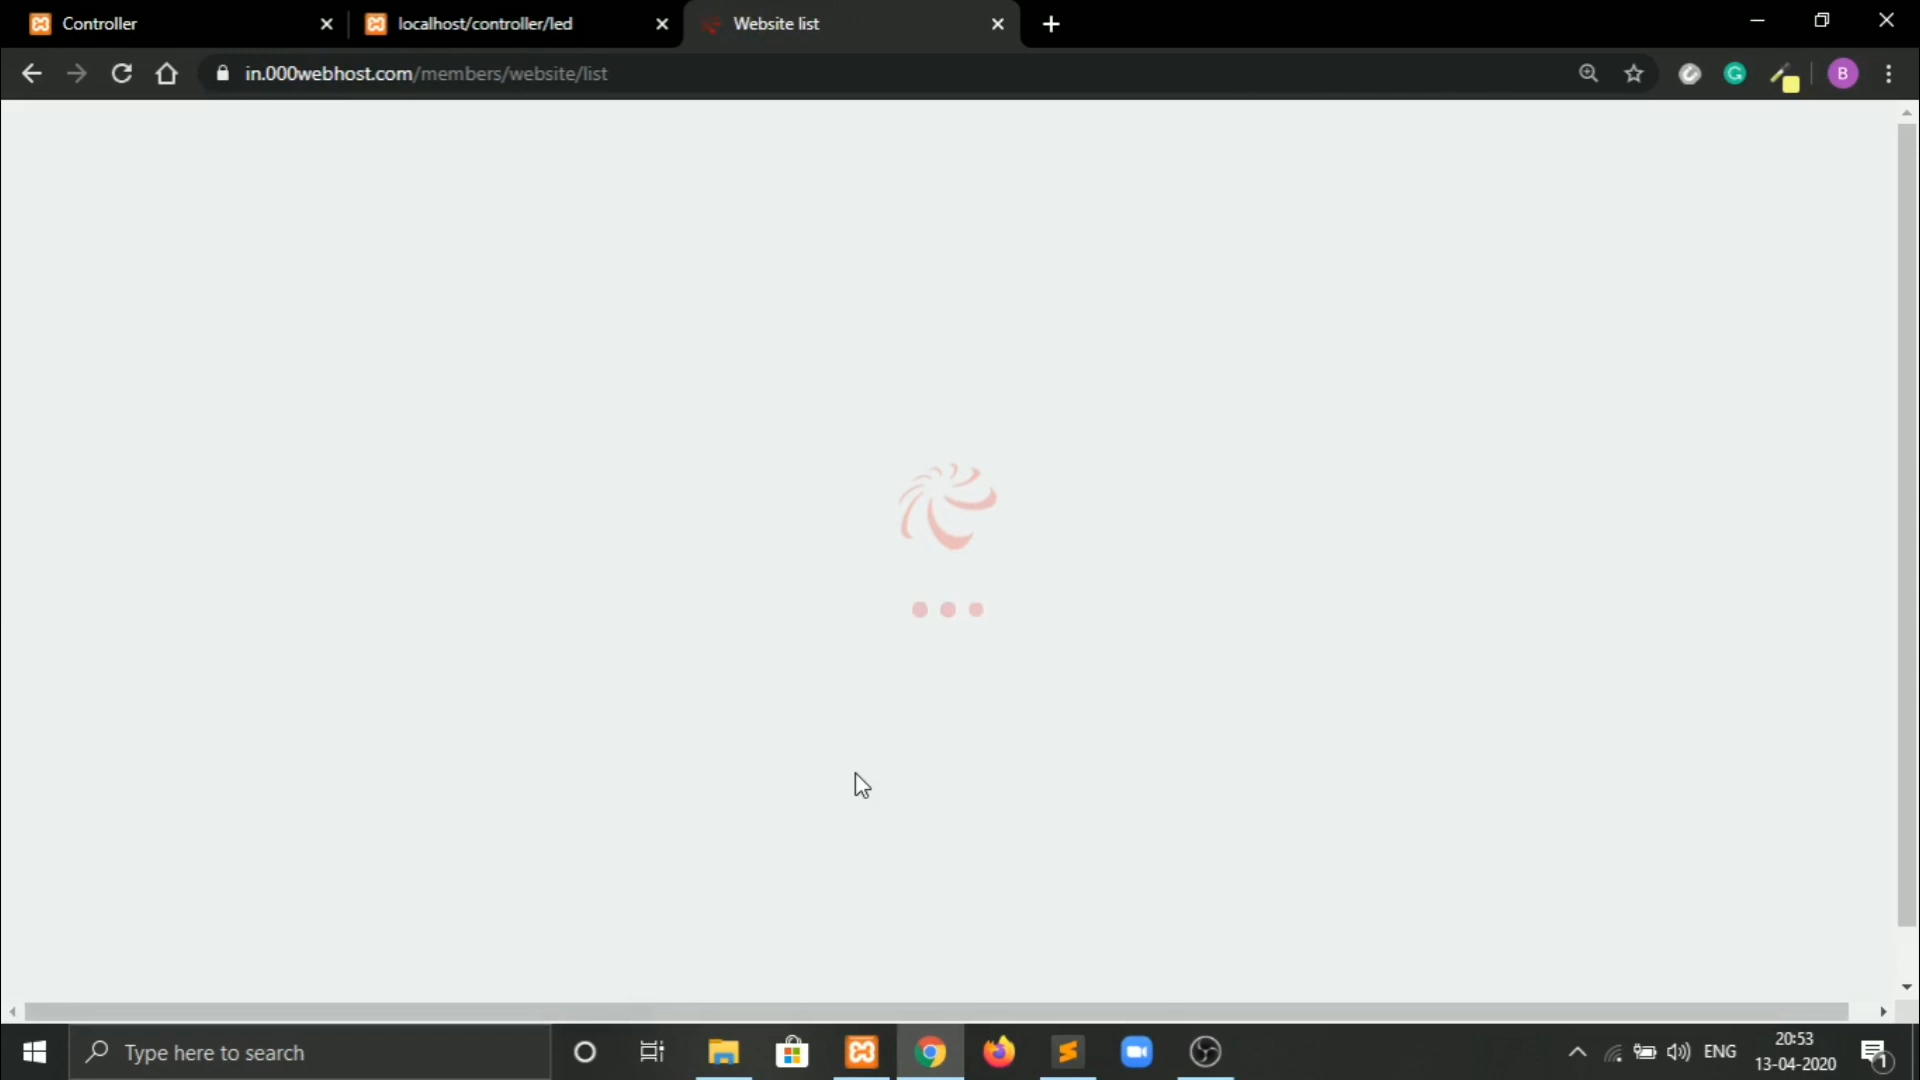 Controller
localhost/controller/led
Website list
in.000webhost.com/members/website/list
B
Type here to search
ENG
20:53
13-04-2020
1